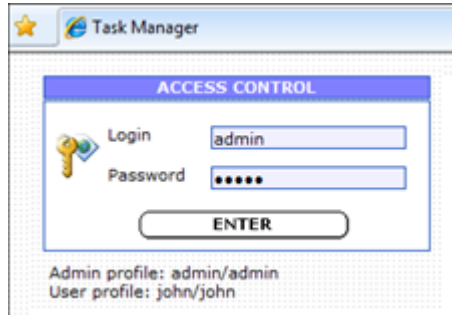 Task Manager
ACCESS CONTROL
Login admin
Password •••••
ENTER
Admin profile: admin/admin
User profile: john/john